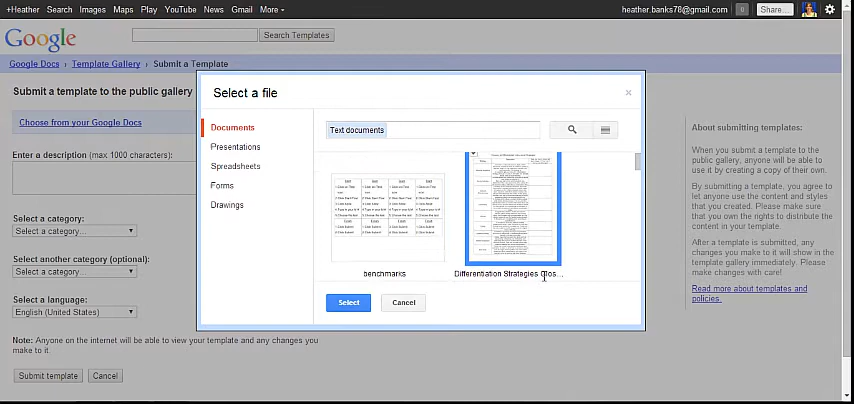 +Heather Search Images Maps Play YouTube News Gmail More
heather.banks78@gmail.com 0 Share...
Google
Search Templates
Google Docs › Template Gallery › Submit a Template
Submit a template to the public gallery
Choose from your Google Docs
Enter a description (max 1000 characters):
Select a category:
Select a category...
Select another category (optional):
Select a category...
Select a language:
English (United States)
Note: Anyone on the internet will be able to view your template and any changes you
make to it.
Submit template Cancel
Select a file
×
Documents
Presentations
Spreadsheets
Forms
Drawings
Text documents
benchmarks
Differentiation Strategies Glos...
Select Cancel
About submitting templates:
When you submit a template to the
public gallery, anyone will be able to
use it by creating a copy of their own.
By submitting a template, you agree to
let anyone use the content and styles
that you created. Please make sure
that you own the rights to distribute the
content in your template.
After a template is submitted, any
changes you make to it will show in the
template gallery immediately. Please
make changes with care!
Read more about templates and
policies.